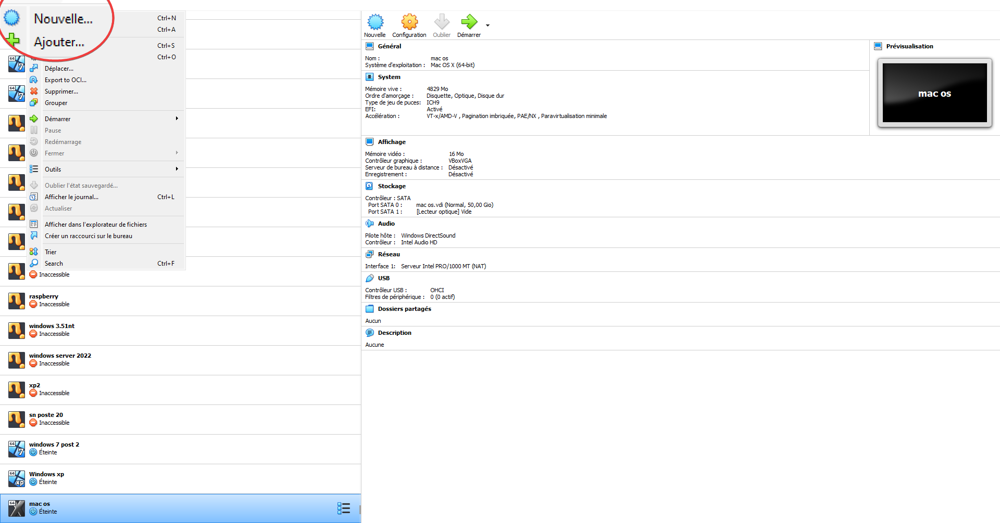 Nouvelle...
Ctrl+N
Ajouter...
Ctrl+A
Ctrl+S
Ctrl+O
Déplacer...
Export to OCI...
Supprimer...
Grouper
Démarrer
Pause
Redémarrage
Fermer
Outils
Oublier l'état sauvegardé...
Afficher le journal... Ctrl+L
Actualiser
Afficher dans l'explorateur de fichiers
Créer un raccourci sur le bureau
Trier
Search Ctrl+F
64 7
64 7
Inaccessible
raspberry
Inaccessible
windows 3.51nt
Inaccessible
windows server 2022
Inaccessible
xp2
Inaccessible
sn poste 20
Inaccessible
64 7
windows 7 post 2
Éteinte
64 xp
Windows xp
Éteinte
64 X
mac os
Éteinte
Nouvelle Configuration Oublier Démarrer
Général
Nom : mac os
Système d'exploitation : Mac OS X (64-bit)
System
Mémoire vive : 4829 Mo
Ordre d'amorçage : Disquette, Optique, Disque dur
Type de jeu de puces: ICH9
EFI: Activé
Accélération : VT-x/AMD-V , Pagination imbriquée, PAE/NX , Paravirtualisation minimale
Prévisualisation
mac os
Affichage
Mémoire vidéo : 16 Mo
Contrôleur graphique : VBoxVGA
Serveur de bureau à distance : Désactivé
Enregistrement : Désactivé
Stockage
Contrôleur : SATA
Port SATA 0 : mac os.vdi (Normal, 50,00 Gio)
Port SATA 1 : [Lecteur optique] Vide
Audio
Pilote hôte : Windows DirectSound
Contrôleur : Intel Audio HD
Réseau
Interface 1: Serveur Intel PRO/1000 MT (NAT)
USB
Contrôleur USB : OHCI
Filtres de périphérique : 0 (0 actif)
Dossiers partagés
Aucun
Description
Aucune